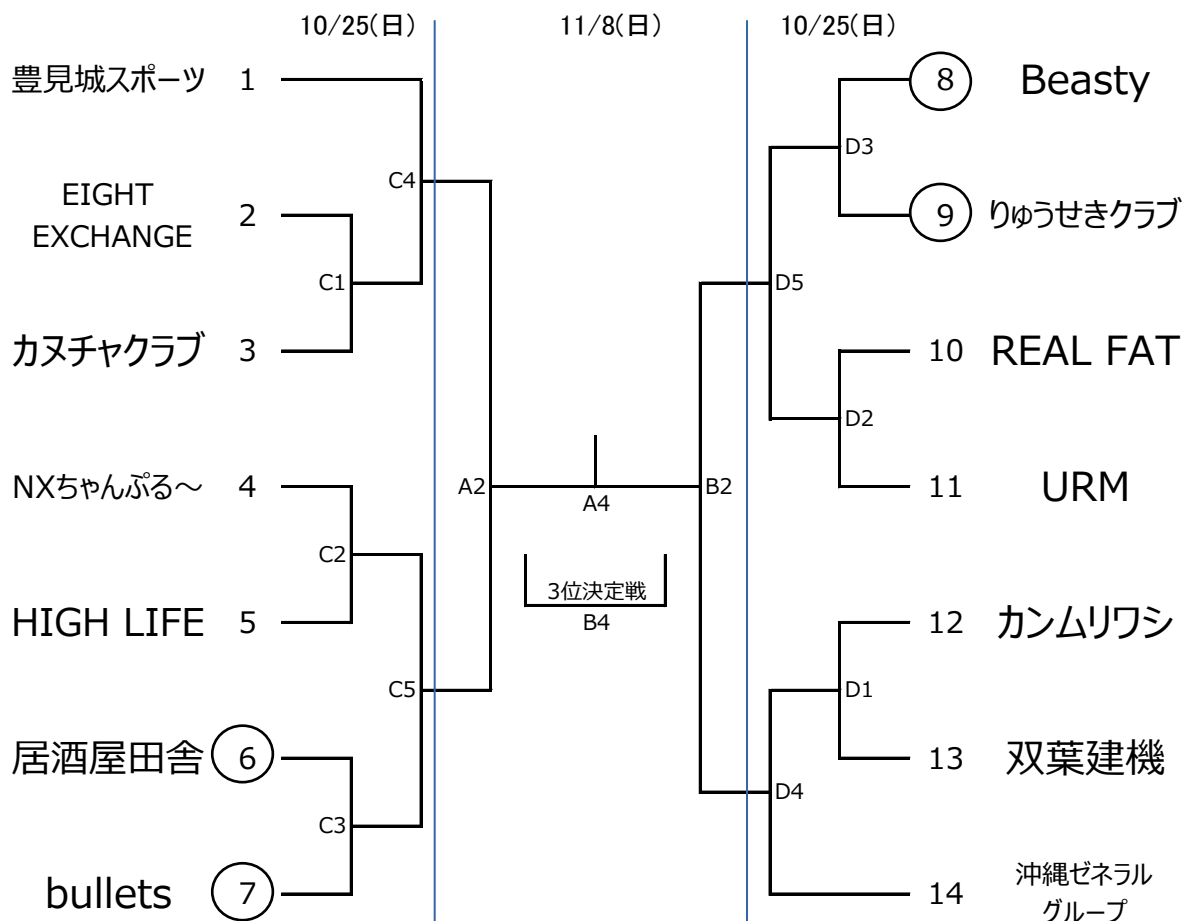 10/25(日)
11/8(日)
10/25(日)
豊見城スポーツ 1
EIGHT
EXCHANGE
2
カヌチャクラブ 3
NXちゃんぷる～ 4
HIGH LIFE 5
居酒屋田舎 6
bullets 7
C4
C1
C2
C5
C3
A2
A4
3位決定戦
B4
B2
D3
D5
D2
D1
D4
8 Beasty
9 りゅうせきクラブ
10 REAL FAT
11 URM
12 カンムリワシ
13 双葉建機
14
沖縄ゼネラル
グループ